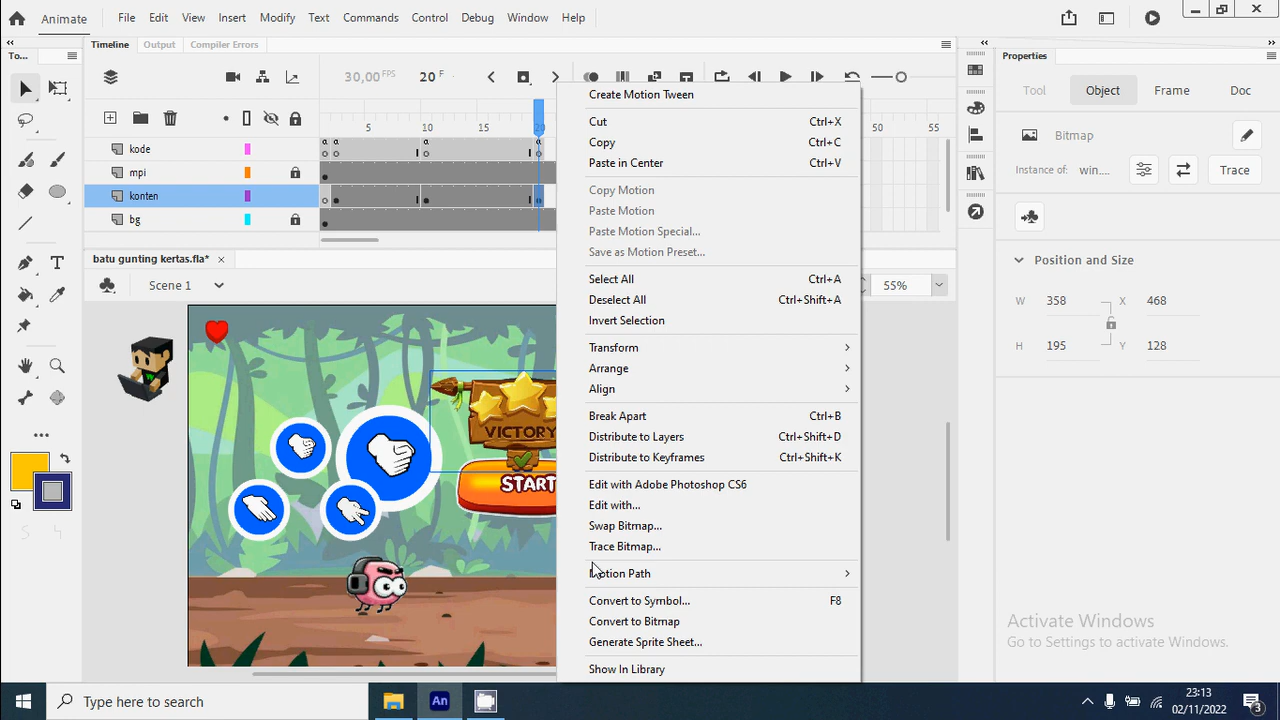 Animate File Edit View Insert Modify Text Commands Control Debug Window Help
To... Timeline Output Compiler Errors Properties
30,00 FPS 20 F
Tool Object Frame Doc
5 10 15 20 50 55
kode
mpi
konten
bg
Bitmap
Instance of: win.... Trace
batu gunting kertas.fla*
Scene 1 55%
Position and Size
W 358 X 468
H 195 Y 128
VICTORY
START
Create Motion Tween
Cut Ctrl+X
Copy Ctrl+C
Paste in Center Ctrl+V
Copy Motion
Paste Motion
Paste Motion Special...
Save as Motion Preset...
Select All Ctrl+A
Deselect All Ctrl+Shift+A
Invert Selection
Transform
Arrange
Align
Break Apart Ctrl+B
Distribute to Layers Ctrl+Shift+D
Distribute to Keyframes Ctrl+Shift+K
Edit with Adobe Photoshop CS6
Edit with...
Swap Bitmap...
Trace Bitmap...
Motion Path
Convert to Symbol... F8
Convert to Bitmap
Generate Sprite Sheet...
Show In Library
Activate Windows
Go to Settings to activate Windows.
Type here to search
An
23:13
02/11/2022
3